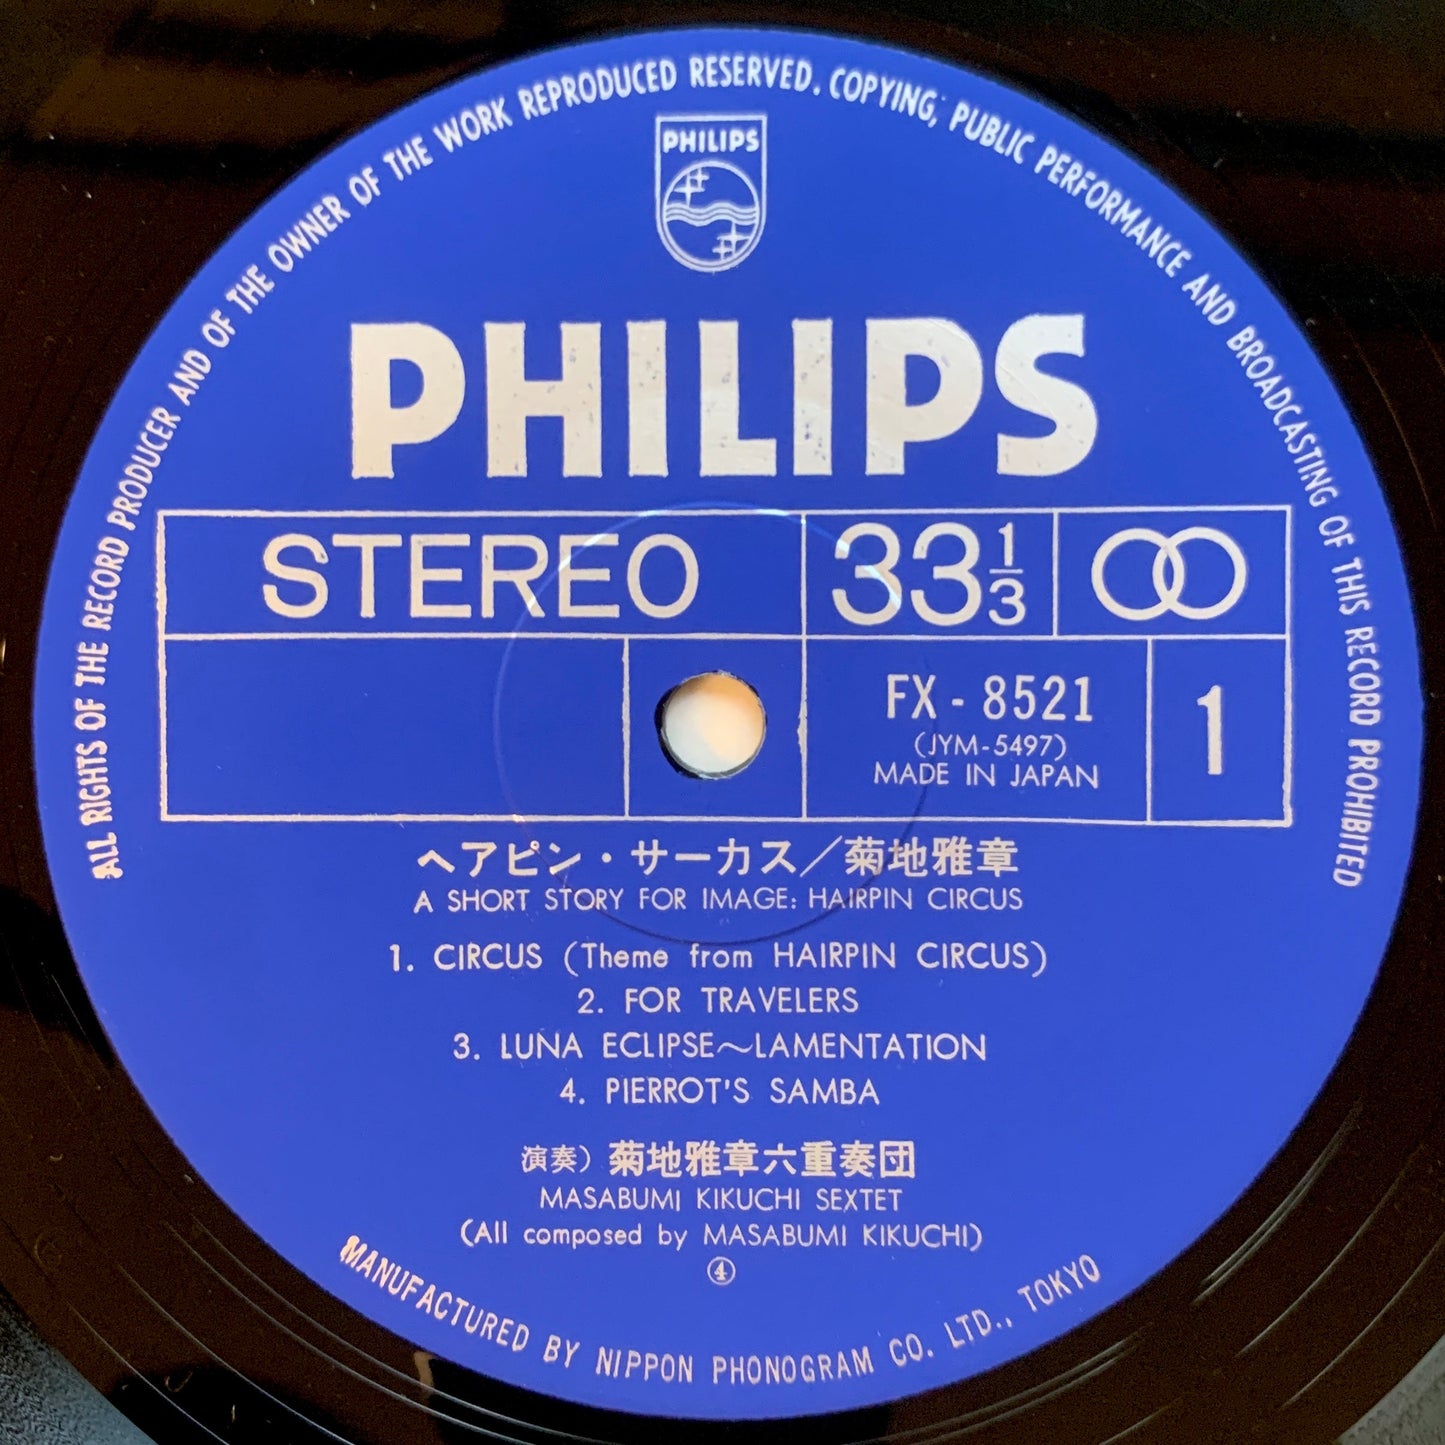 ALL RIGHTS OF THE RECORD PRODUCER AND OF THE OWNER OF THE WORK REPRODUCED RESERVED. COPYING, PUBLIC PERFORMANCE AND BROADCASTING OF THIS RECORD PROHIBITED
PHILIPS
PHILIPS
STEREO 33 1/3
FX - 8521
(JYM-5497)
MADE IN JAPAN
1
ヘアピン・サーカス／菊地雅章
A SHORT STORY FOR IMAGE: HAIRPIN CIRCUS
1. CIRCUS (Theme from HAIRPIN CIRCUS)
2. FOR TRAVELERS
3. LUNA ECLIPSE〜LAMENTATION
4. PIERROT'S SAMBA
演奏）菊地雅章六重奏団
MASABUMI KIKUCHI SEXTET
(All composed by MASABUMI KIKUCHI)
④
MANUFACTURED BY NIPPON PHONOGRAM CO. LTD., TOKYO